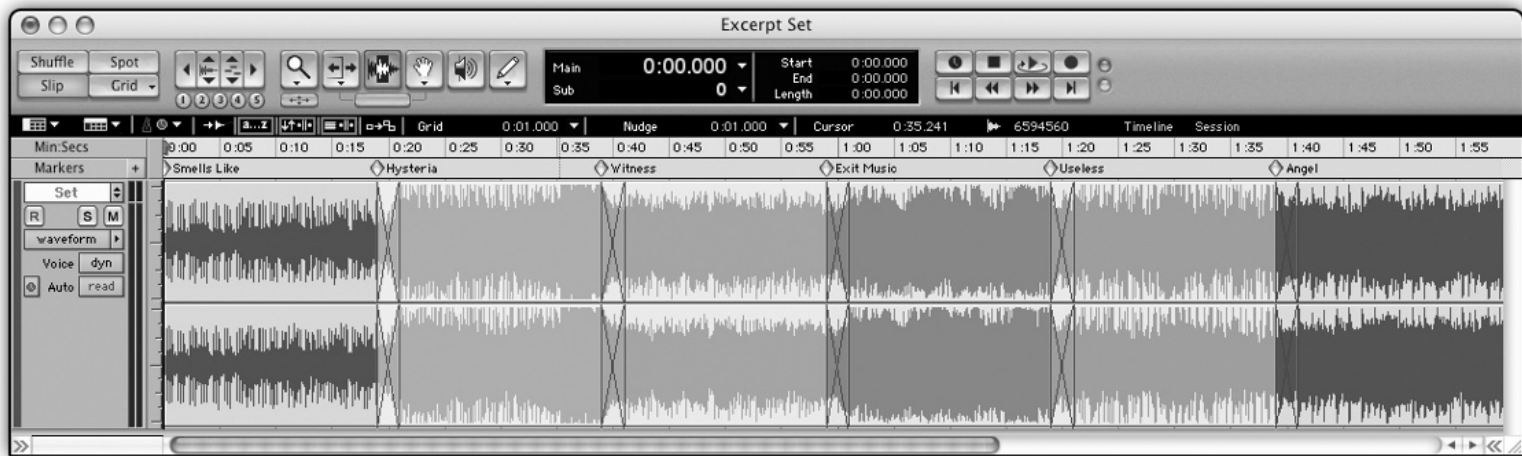 Excerpt Set
Shuffle Spot
Slip Grid
1 2 3 4 5
Main 0:00.000
Sub 0
Start 0:00.000
End 0:00.000
Length 0:00.000
a...z Grid 0:01.000 Nudge 0:01.000 Cursor 0:35.241 6594560 Timeline Session
Min:Secs 0:00 0:05 0:10 0:15 0:20 0:25 0:30 0:35 0:40 0:45 0:50 0:55 1:00 1:05 1:10 1:15 1:20 1:25 1:30 1:35 1:40 1:45 1:50 1:55
Markers + Smells Like Hysteria Witness Exit Music Useless Angel
Set
R S M
waveform
Voice dyn
Auto read